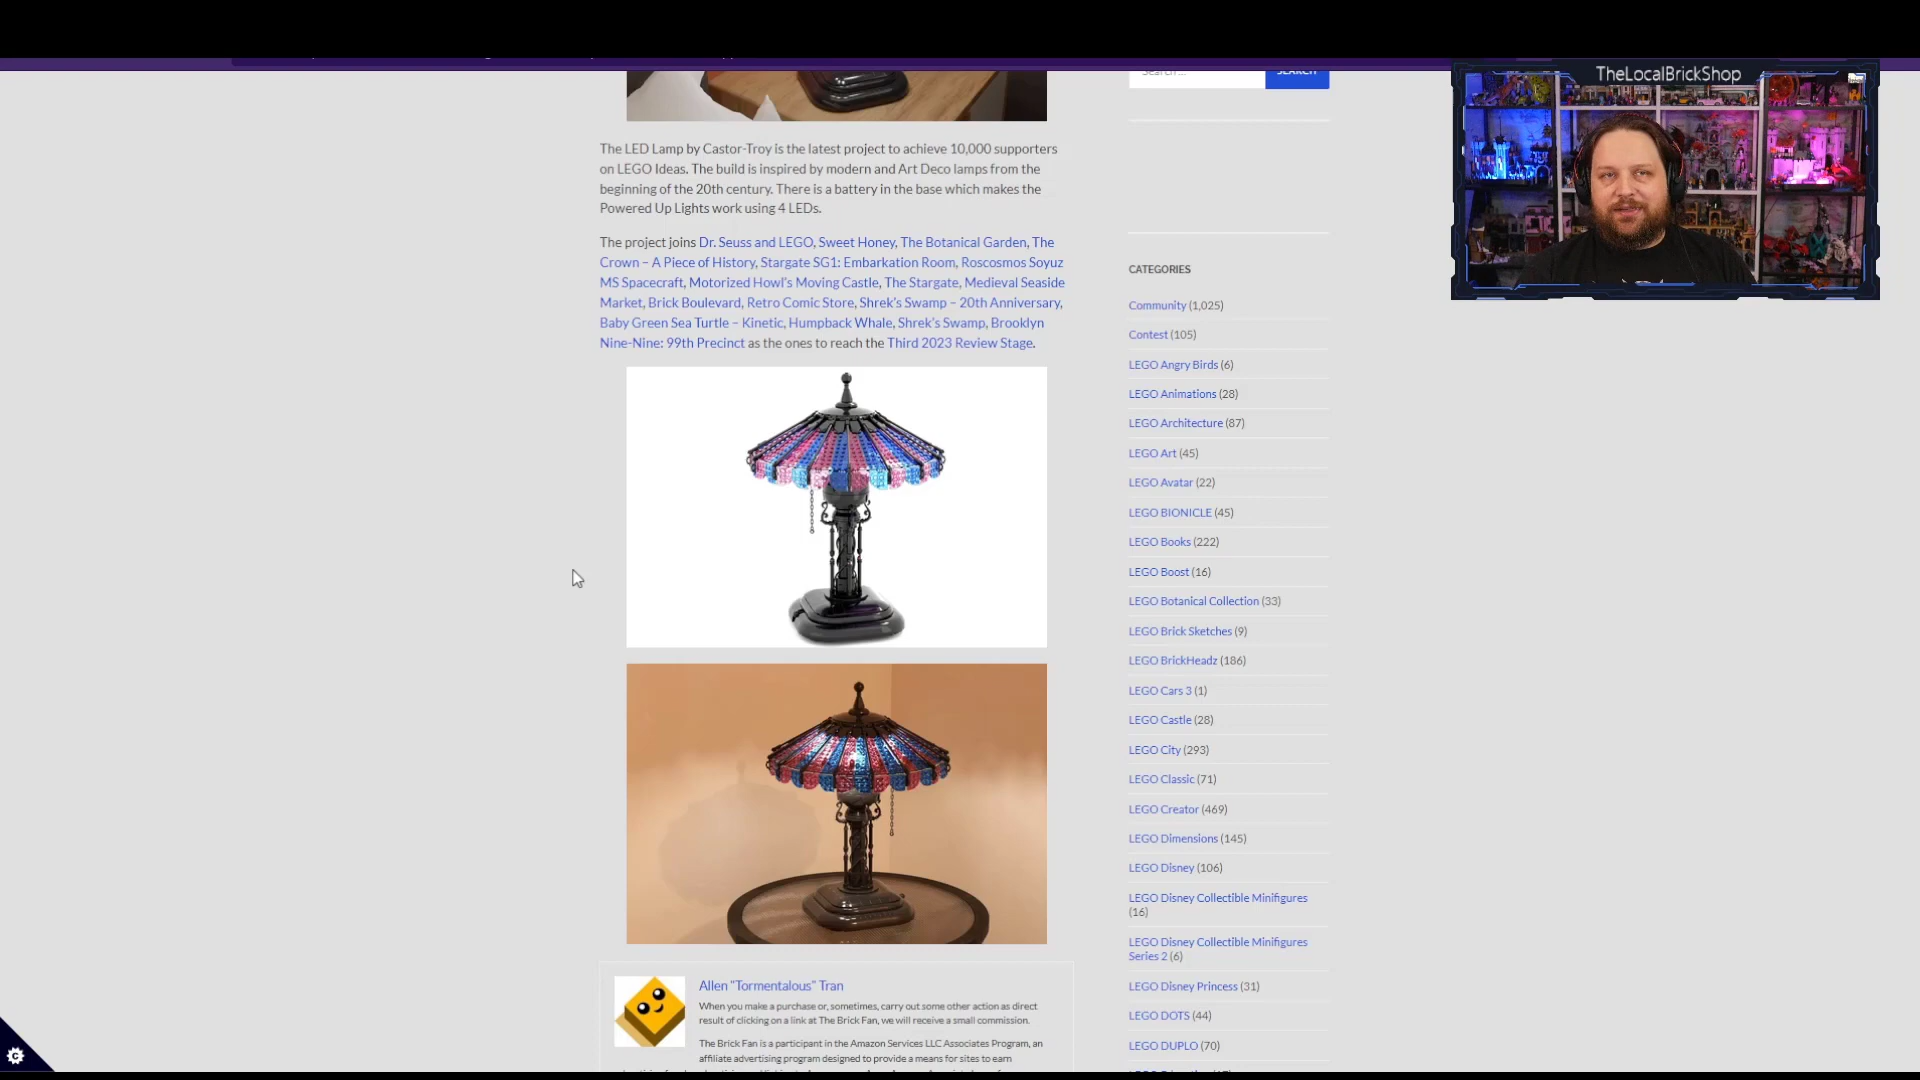 SEARCH
TheLocalBrickShop
The LED Lamp by Castor-Troy is the latest project to achieve 10,000 supporters
on LEGO Ideas. The build is inspired by modern and Art Deco lamps from the
beginning of the 20th century. There is a battery in the base which makes the
Powered Up Lights work using 4 LEDs.
The project joins Dr. Seuss and LEGO, Sweet Honey, The Botanical Garden, The
Crown – A Piece of History, Stargate SG1: Embarkation Room, Roscosmos Soyuz
MS Spacecraft, Motorized Howl's Moving Castle, The Stargate, Medieval Seaside
Market, Brick Boulevard, Retro Comic Store, Shrek's Swamp – 20th Anniversary,
Baby Green Sea Turtle – Kinetic, Humpback Whale, Shrek's Swamp, Brooklyn
Nine-Nine: 99th Precinct as the ones to reach the Third 2023 Review Stage.
Allen "Tormentalous" Tran
When you make a purchase or, sometimes, carry out some other action as direct
result of clicking on a link at The Brick Fan, we will receive a small commission.
The Brick Fan is a participant in the Amazon Services LLC Associates Program, an
affiliate advertising program designed to provide a means for sites to earn
CATEGORIES
Community (1,025)
Contest (105)
LEGO Angry Birds (6)
LEGO Animations (28)
LEGO Architecture (87)
LEGO Art (45)
LEGO Avatar (22)
LEGO BIONICLE (45)
LEGO Books (222)
LEGO Boost (16)
LEGO Botanical Collection (33)
LEGO Brick Sketches (9)
LEGO BrickHeadz (186)
LEGO Cars 3 (1)
LEGO Castle (28)
LEGO City (293)
LEGO Classic (71)
LEGO Creator (469)
LEGO Dimensions (145)
LEGO Disney (106)
LEGO Disney Collectible Minifigures
(16)
LEGO Disney Collectible Minifigures
Series 2 (6)
LEGO Disney Princess (31)
LEGO DOTS (44)
LEGO DUPLO (70)